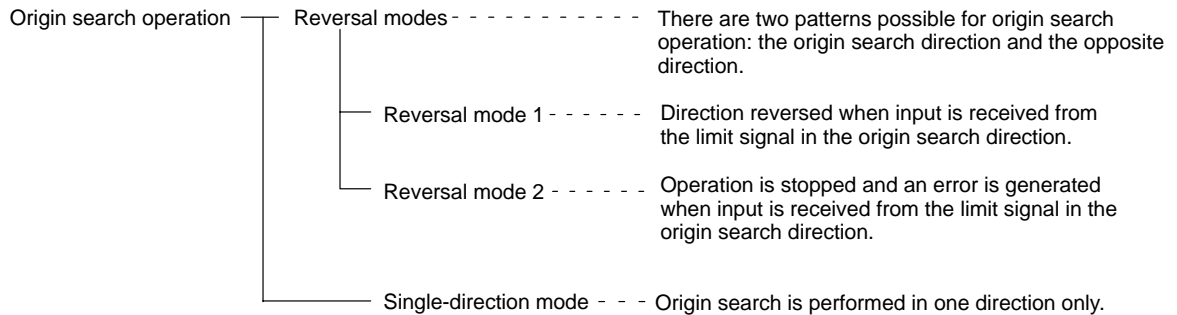 Origin search operation
Reversal modes
There are two patterns possible for origin search
operation: the origin search direction and the opposite
direction.
Reversal mode 1
Direction reversed when input is received from
the limit signal in the origin search direction.
Reversal mode 2
Operation is stopped and an error is generated
when input is received from the limit signal in the
origin search direction.
Single-direction mode
Origin search is performed in one direction only.